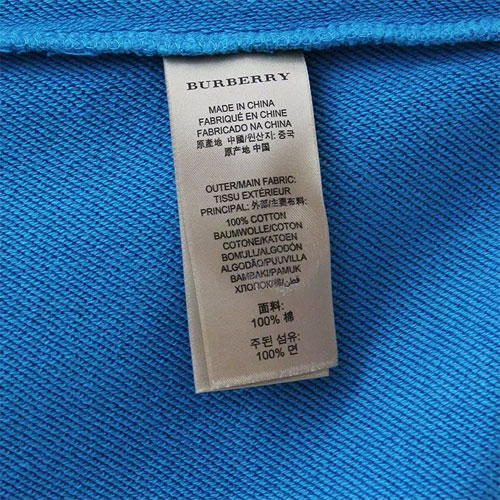 BURBERRY
MADE IN CHINA
FABRIQUÉ EN CHINE
FABRICADO NA CHINA
原產地: 中國/원산지: 중국
原产地 中国
OUTER/MAIN FABRIC:
TISSU EXTÉRIEUR
PRINCIPAL: 外部/主要布料:
100% COTTON
BAUMWOLLE/COTON
COTONE/KATOEN
BOMULL/ALGODÓN
ALGODÃO/PUUVILLA
BAMBAKI/PAMUK
ХЛОПОК/棉/قطن
面料:
100% 棉
주된 섬유:
100% 면